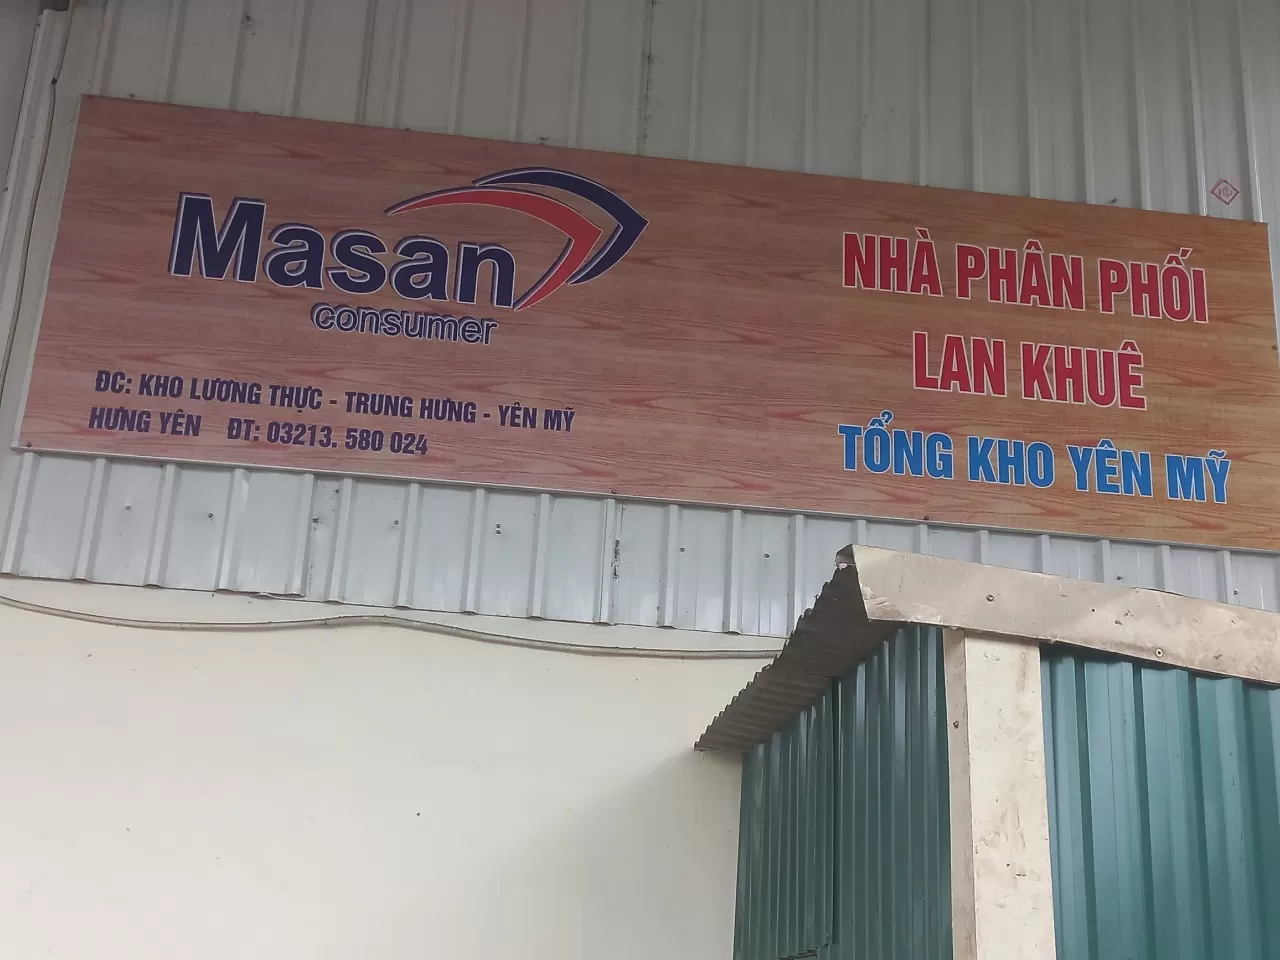 Masan
consumer
ĐC: KHO LƯƠNG THỰC - TRUNG HƯNG - YÊN MỸ
HƯNG YÊN ĐT: 03213. 580 024
NHÀ PHÂN PHỐI
LAN KHUÊ
TỔNG KHO YÊN MỸ